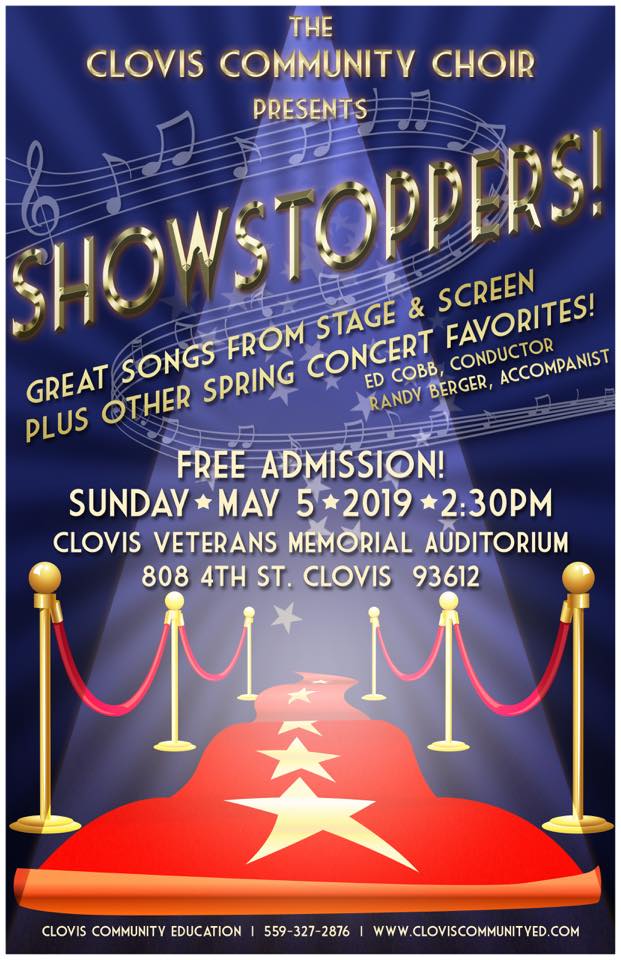 THE
CLOVIS COMMUNITY CHOIR
PRESENTS
SHOWSTOPPERS!
GREAT SONGS FROM STAGE & SCREEN
PLUS OTHER SPRING CONCERT FAVORITES!
ED COBB, CONDUCTOR
RANDY BERGER, ACCOMPANIST
FREE ADMISSION!
SUNDAY ★ MAY 5 ★ 2019 ★ 2:30PM
CLOVIS VETERANS MEMORIAL AUDITORIUM
808 4TH ST. CLOVIS 93612
CLOVIS COMMUNITY EDUCATION | 559-327-2876 | WWW.CLOVISCOMMUNITYED.COM